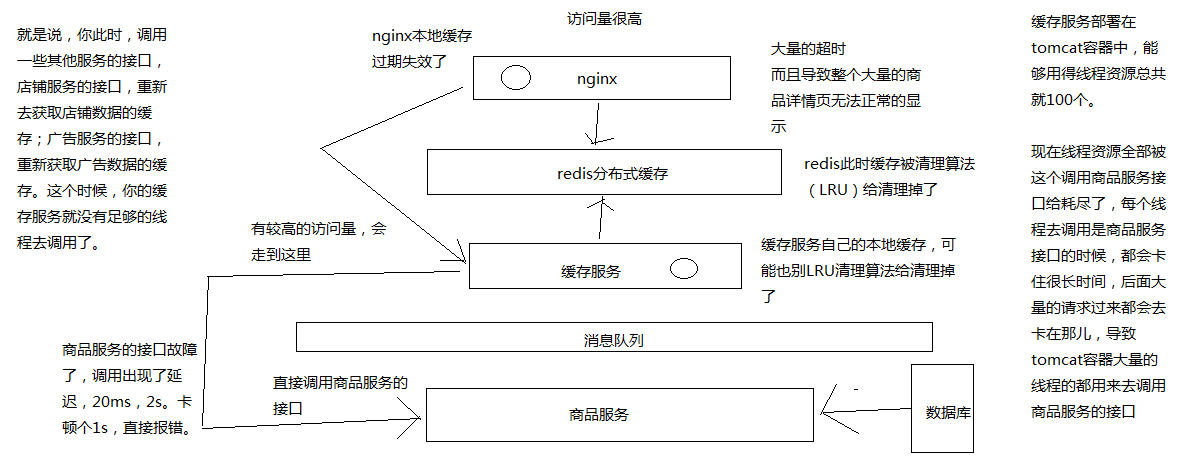 访问量很高
就是说，你此时，调用
一些其他服务的接口，
店铺服务的接口，重新
去获取店铺数据的缓
存；广告服务的接口，
重新获取广告数据的缓
存。这个时候，你的缓
存服务就没有足够的线
程去调用了。
nginx本地缓存
过期失效了
nginx
大量的超时
而且导致整个大量的商
品详情页无法正常的显
示
缓存服务部署在
tomcat容器中，能
够用得线程资源总共
就100个。
现在线程资源全部被
这个调用商品服务接
口给耗尽了，每个线
程去调用是商品服务
接口的时候，都会卡
住很长时间，后面大
量的请求过来都会去
卡在那儿，导致
tomcat容器大量的
线程的都用来去调用
商品服务的接口
redis分布式缓存
redis此时缓存被清理算法
（LRU）给清理掉了
有较高的访问量，会
走到这里
缓存服务
缓存服务自己的本地缓存，可
能也别LRU清理算法给清理掉
了
消息队列
商品服务的接口故障
了，调用出现了延
迟，20ms，2s。卡
顿个1s，直接报错。
直接调用商品服务的
接口
商品服务
数据库